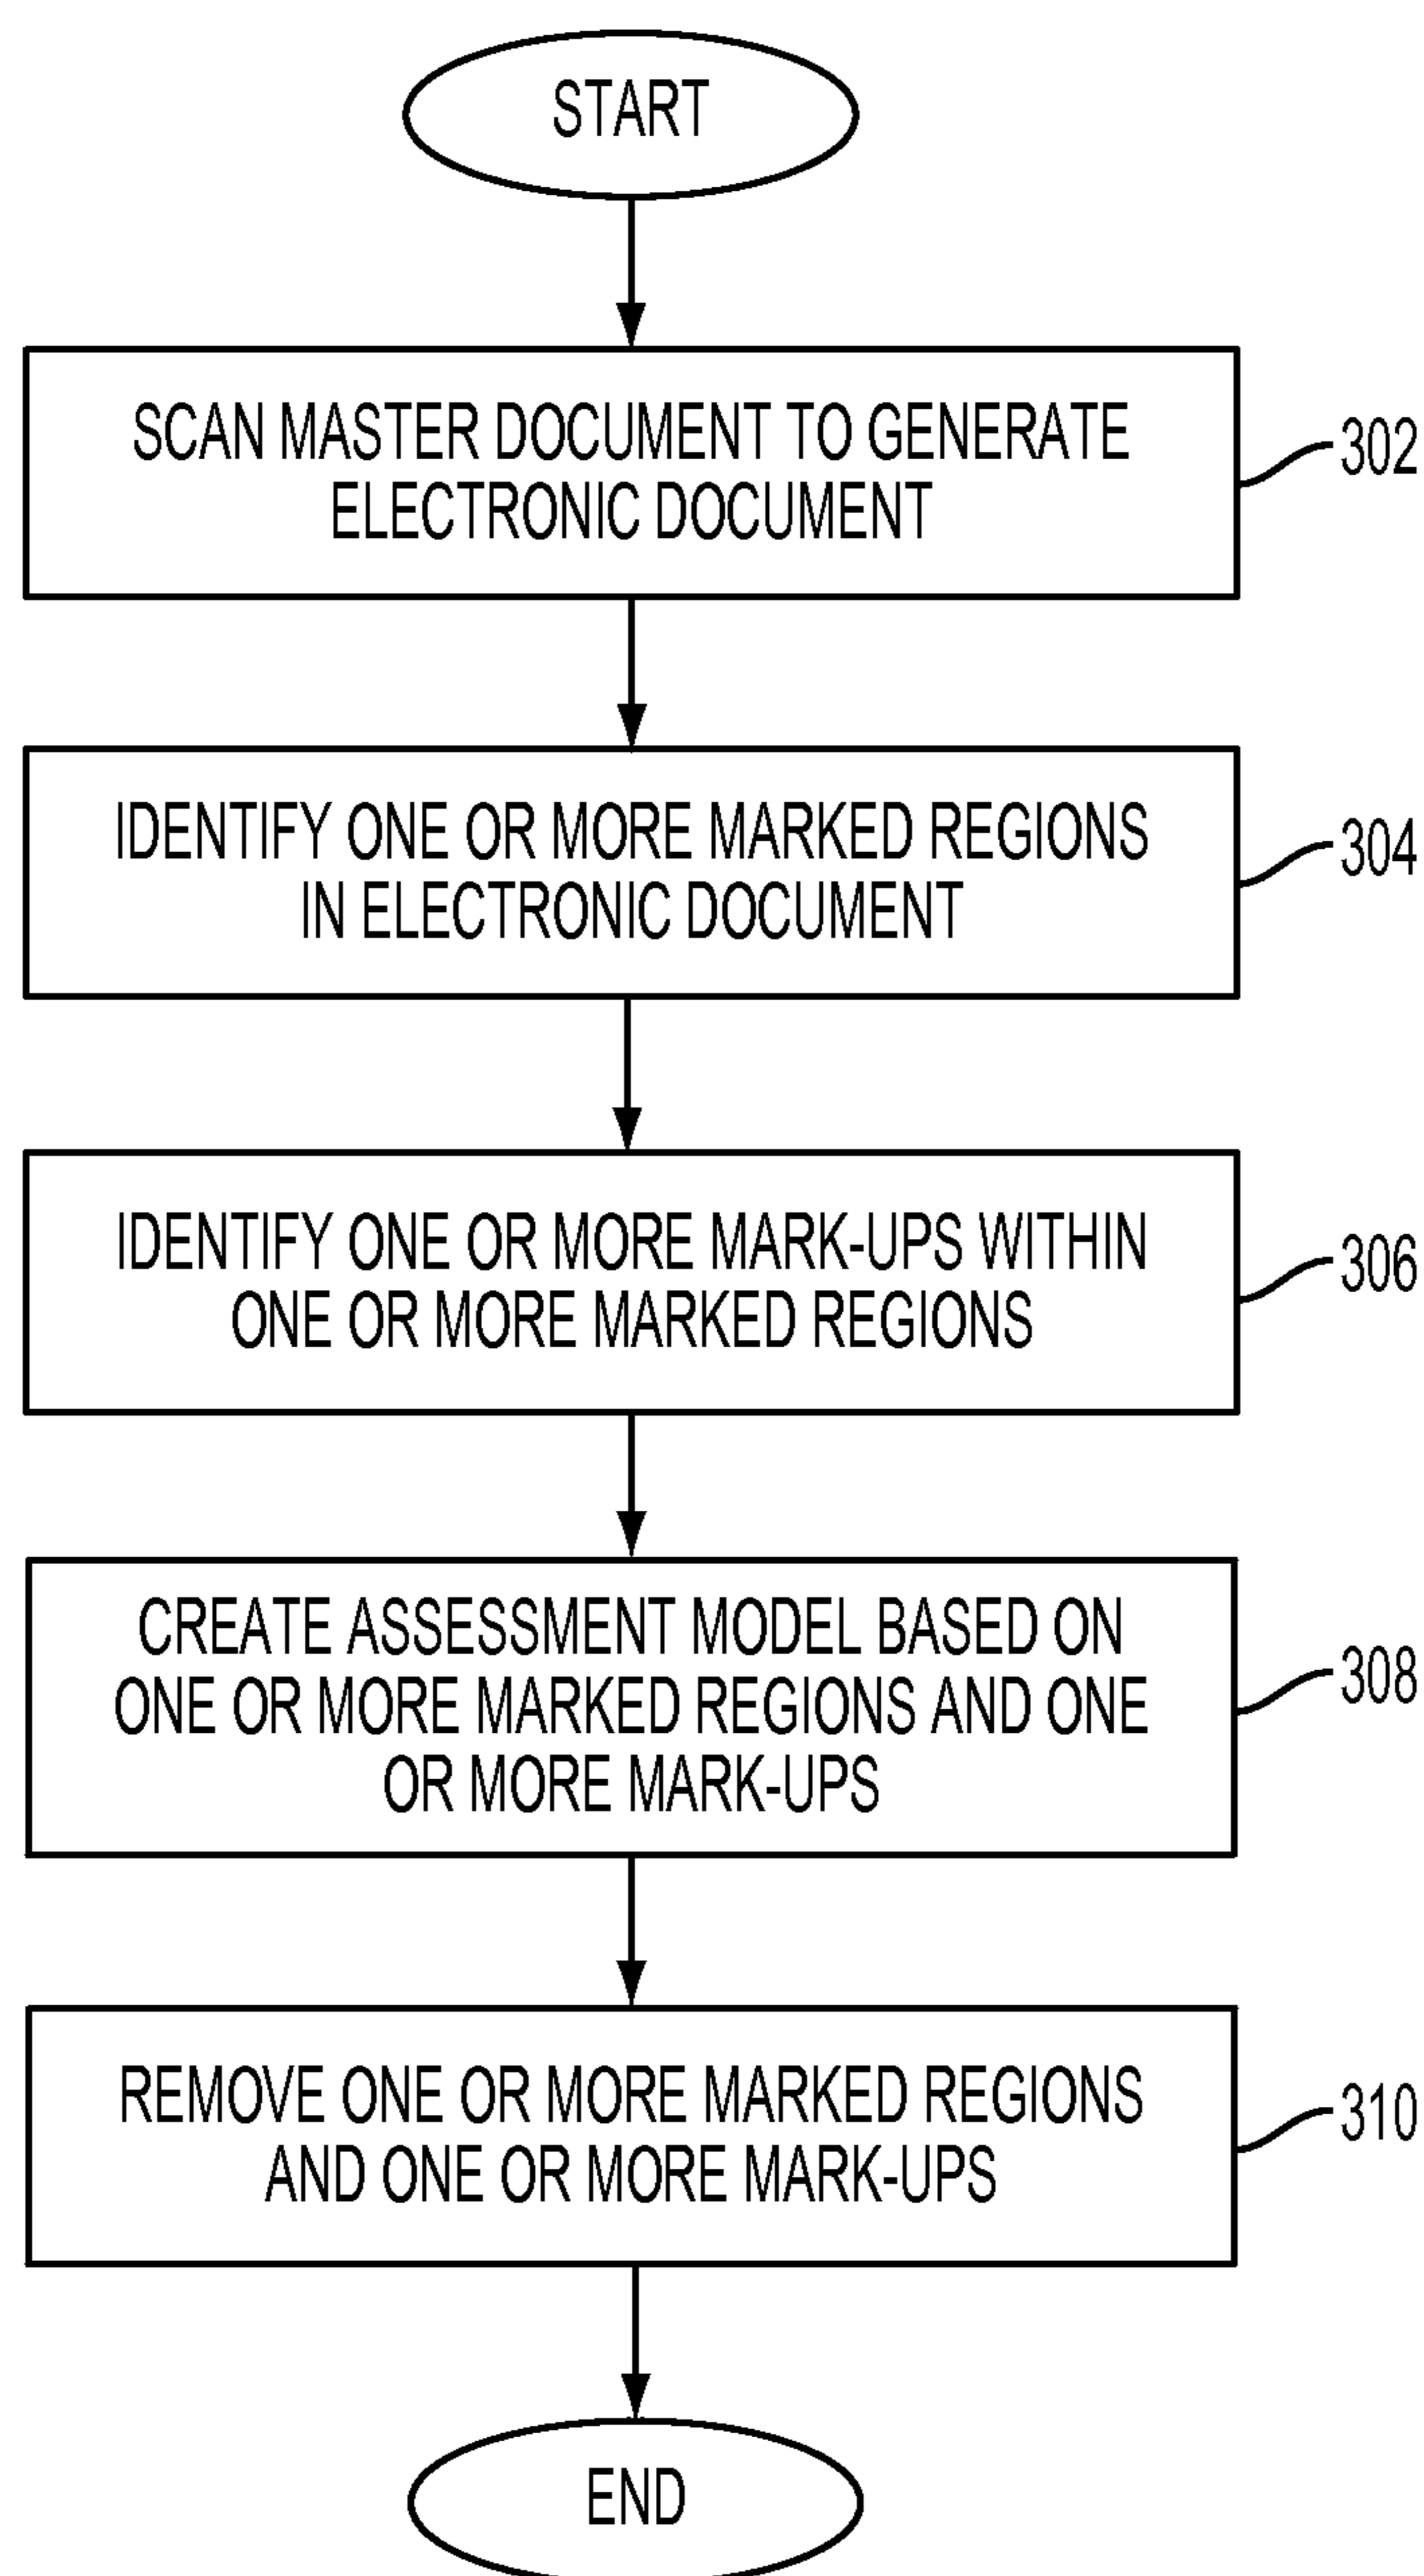 START
SCAN MASTER DOCUMENT TO GENERATE
ELECTRONIC DOCUMENT
302
IDENTIFY ONE OR MORE MARKED REGIONS
IN ELECTRONIC DOCUMENT
304
IDENTIFY ONE OR MORE MARK-UPS WITHIN
ONE OR MORE MARKED REGIONS
306
CREATE ASSESSMENT MODEL BASED ON
ONE OR MORE MARKED REGIONS AND ONE
OR MORE MARK-UPS
308
REMOVE ONE OR MORE MARKED REGIONS
AND ONE OR MORE MARK-UPS
310
END